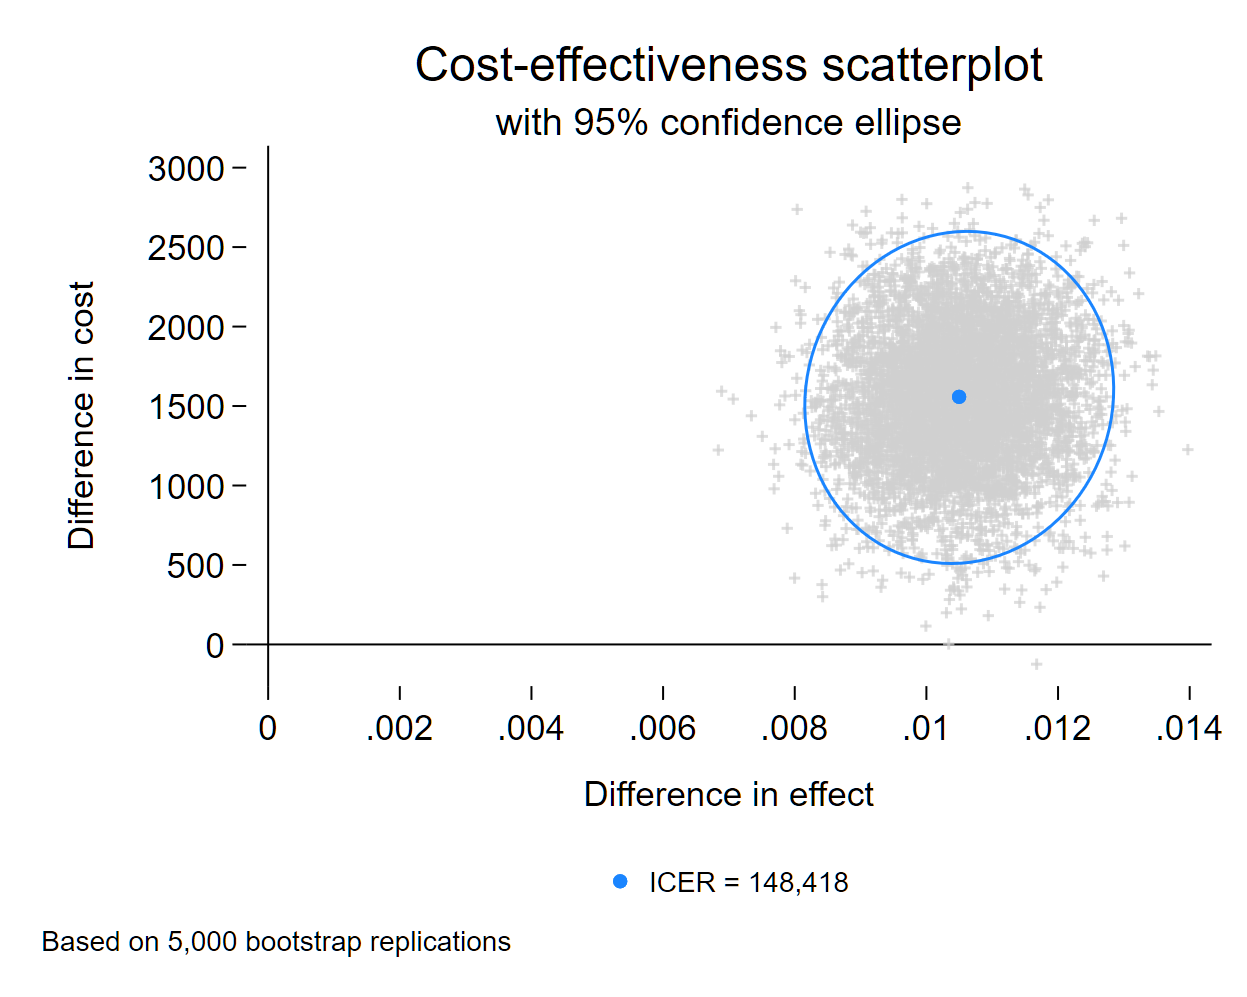 Cost-effectiveness scatterplot
with 95% confidence ellipse
3000
2500
2000
1500
1000
500
0
Difference in cost
0 .002 .004 .006 .008 .01 .012 .014
Difference in effect
ICER = 148,418
Based on 5,000 bootstrap replications